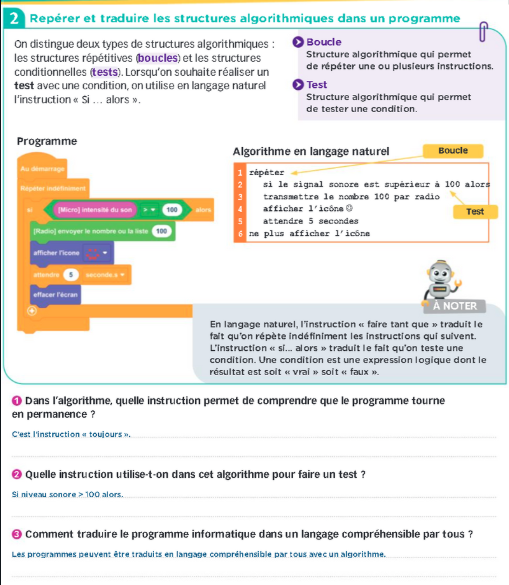 2 Repérer et traduire les structures algorithmiques dans un programme
On distingue deux types de structures algorithmiques :
les structures répétitives (boucles) et les structures
conditionnelles (tests). Lorsqu'on souhaite réaliser un
test avec une condition, on utilise en langage naturel
l'instruction « Si ... alors ».
Boucle
Structure algorithmique qui permet
de répéter une ou plusieurs instructions.
Test
Structure algorithmique qui permet
de tester une condition.
Programme
Au démarrage
Répéter indéfiniment
si [Micro] intensité du son > 100 alors
[Radio] envoyer le nombre ou la liste 100
afficher l'icone
attendre 5 seconde.s
effacer l'écran
Algorithme en langage naturel
Boucle
1 répéter
2 si le signal sonore est supérieur à 100 alors
3 transmettre le nombre 100 par radio
4 afficher l'icône ☺
5 attendre 5 secondes
6 ne plus afficher l'icône
Test
À NOTER
En langage naturel, l'instruction « faire tant que » traduit le
fait qu'on répète indéfiniment les instructions qui suivent.
L'instruction « si... alors » traduit le fait qu'on teste une
condition. Une condition est une expression logique dont le
résultat est soit « vrai » soit « faux ».
1 Dans l'algorithme, quelle instruction permet de comprendre que le programme tourne
en permanence ?
C'est l'instruction « toujours ».
2 Quelle instruction utilise-t-on dans cet algorithme pour faire un test ?
Si niveau sonore > 100 alors.
3 Comment traduire le programme informatique dans un langage compréhensible par tous ?
Les programmes peuvent être traduits en langage compréhensible par tous avec un algorithme.